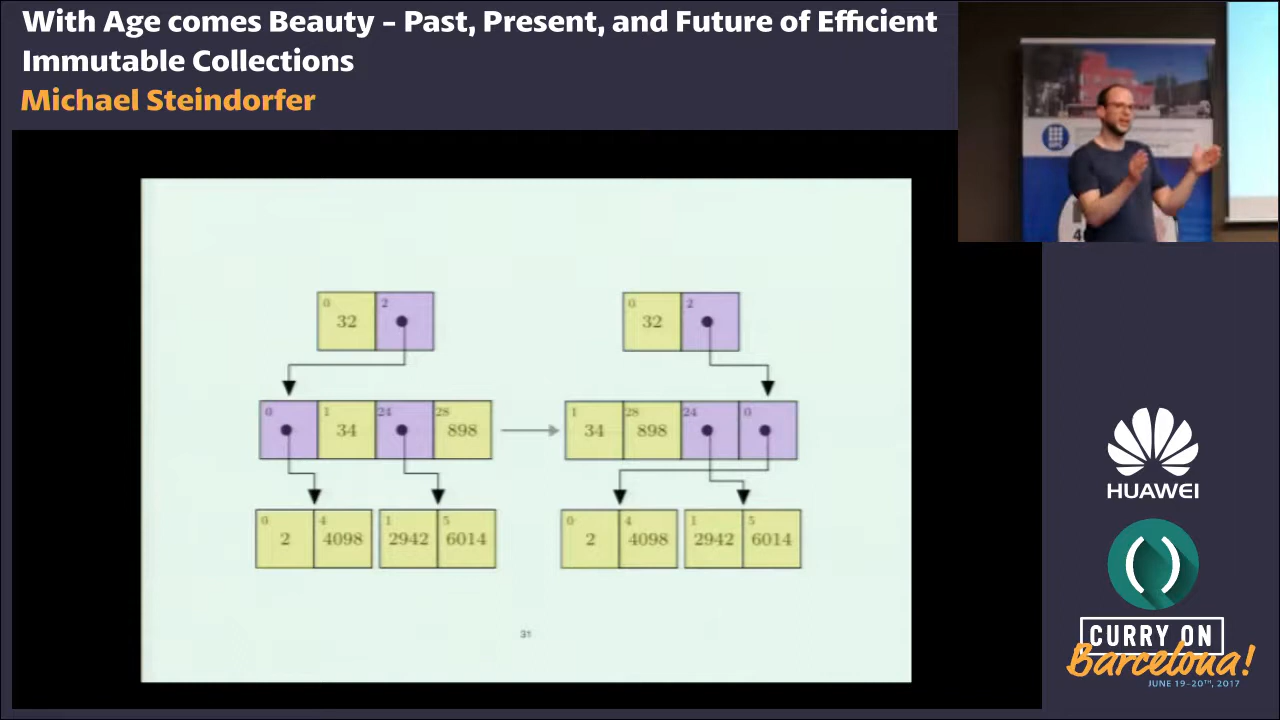 With Age comes Beauty – Past, Present, and Future of Efficient
Immutable Collections
Michael Steindorfer
0 32 2
0 32 2
0 1 34 24 28 898
1 34 28 898 24 0
0 2 4 4098 1 2942 5 6014
0 2 4 4098 1 2942 5 6014
31
HUAWEI
CURRY ON
Barcelona!
JUNE 19-20TH, 2017